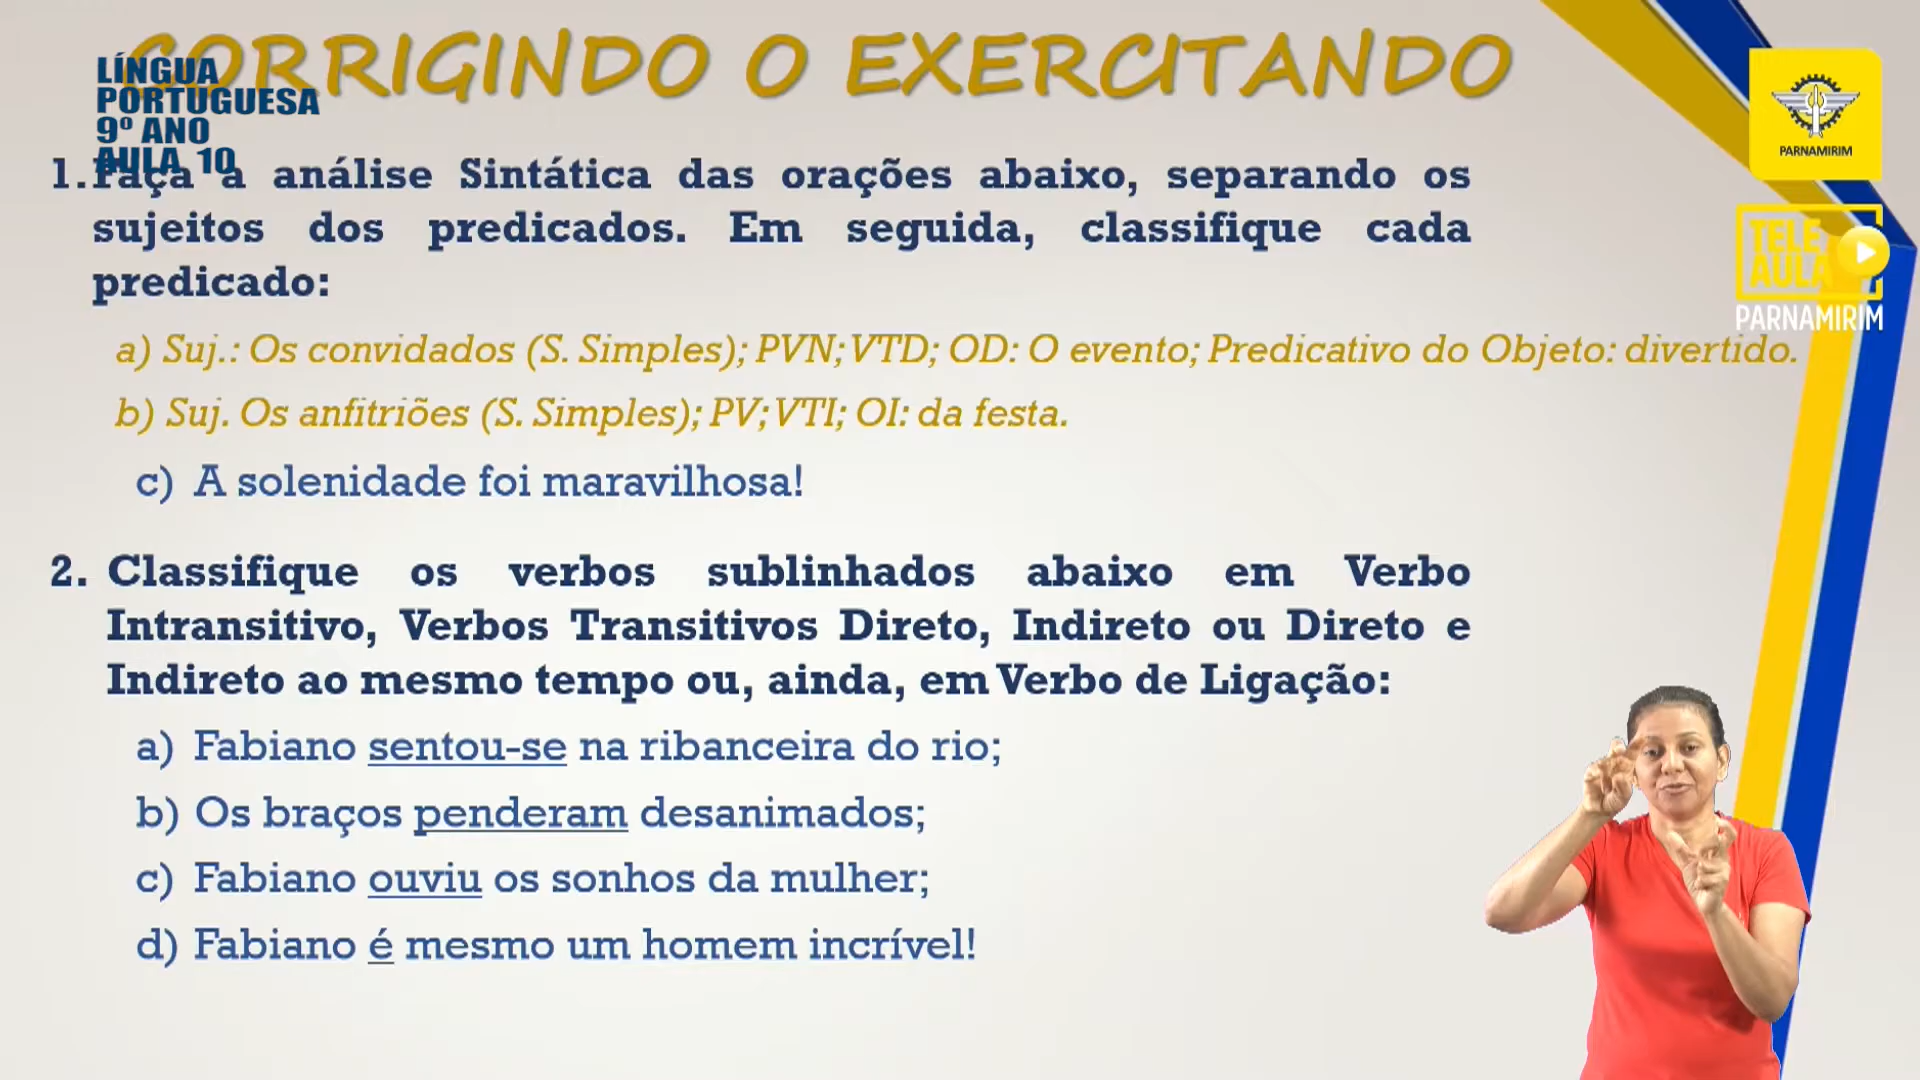 CORRIGINDO O EXERCITANDO
LÍNGUA
PORTUGUESA
9º ANO
AULA 10
PARNAMIRIM
1. Faça a análise Sintática das orações abaixo, separando os
sujeitos dos predicados. Em seguida, classifique cada
predicado:
TELE
AULA
PARNAMIRIM
a) Suj.: Os convidados (S. Simples); PVN; VTD; OD: O evento; Predicativo do Objeto: divertido.
b) Suj. Os anfitriões (S. Simples); PV; VTI; OI: da festa.
c) A solenidade foi maravilhosa!
2. Classifique os verbos sublinhados abaixo em Verbo
Intransitivo, Verbos Transitivos Direto, Indireto ou Direto e
Indireto ao mesmo tempo ou, ainda, em Verbo de Ligação:
a) Fabiano sentou-se na ribanceira do rio;
b) Os braços penderam desanimados;
c) Fabiano ouviu os sonhos da mulher;
d) Fabiano é mesmo um homem incrível!